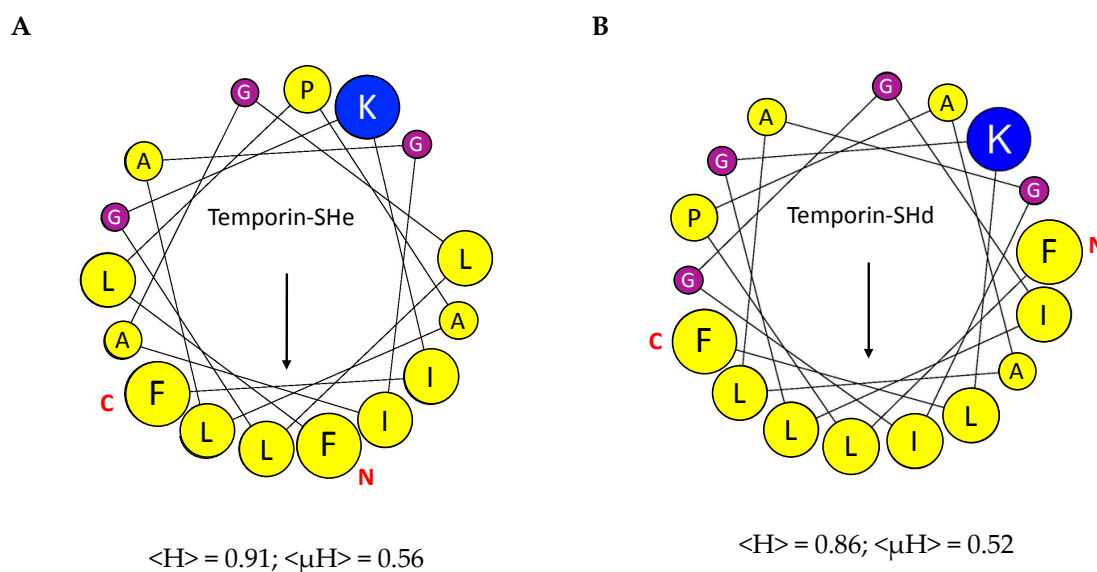 A
G
P
K
G
A
G
Temporin-SHe
L
L
A
A
I
C
F
I
L
L
F
N
<H> = 0.91; <µH> = 0.56
B
G
A
A
K
G
G
P
Temporin-SHd
F
N
G
I
C
F
A
L
L
L
L
I
<H> = 0.86; <µH> = 0.52